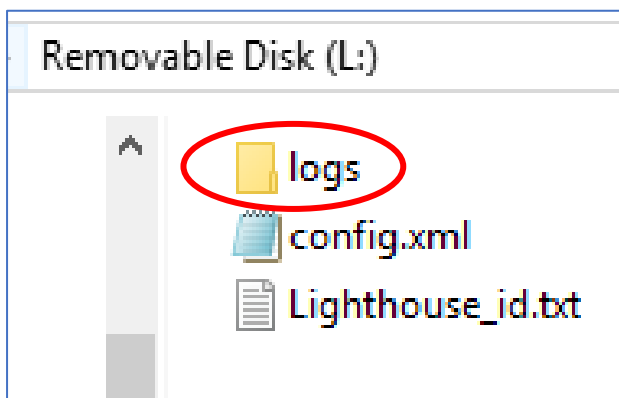 Removable Disk (L:)
logs
config.xml
Lighthouse_id.txt